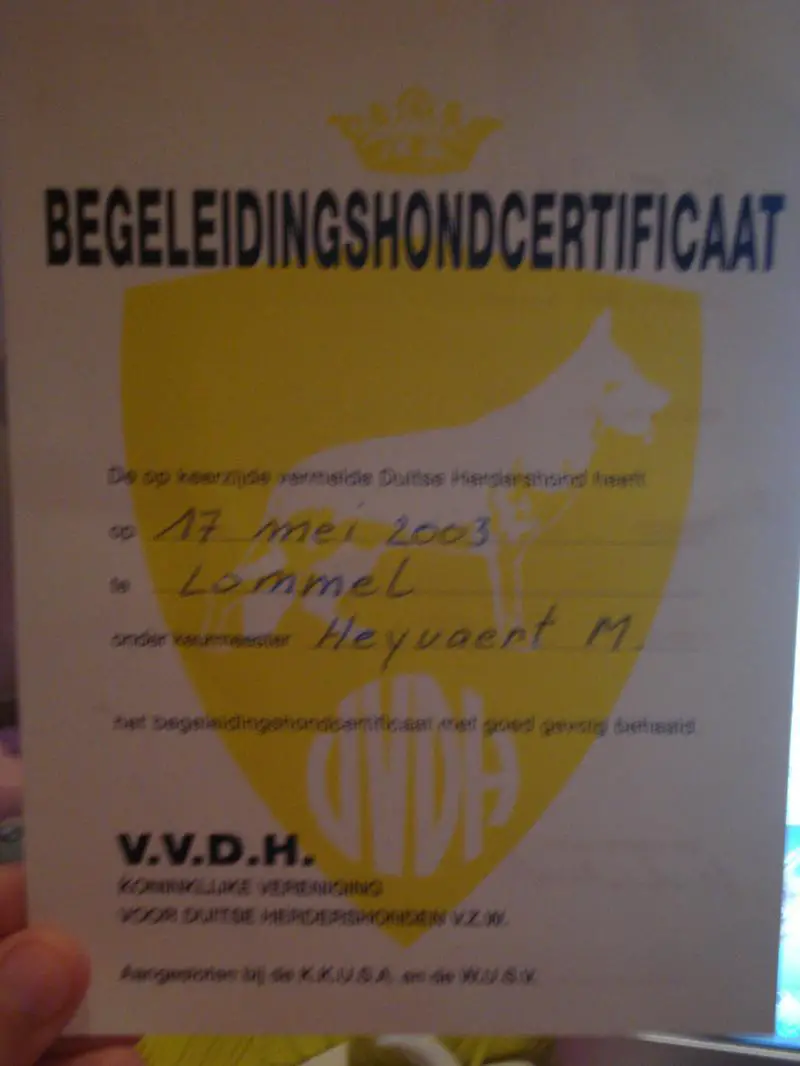 BEGELEIDINGSHONDCERTIFICAAT
De op keerzijde vermelde Duitse Herdershond heeft
op 17 mei 2003
te Lommel
onder keurmeester Heyvaert M.
het begeleidingshondcertificaat met goed gevolg behaald.
VVDH
V.V.D.H.
KONINKLIJKE VERENIGING
VOOR DUITSE HERDERSHONDEN V.Z.W.
Aangesloten bij de K.K.U.S.H. en de W.U.S.V.